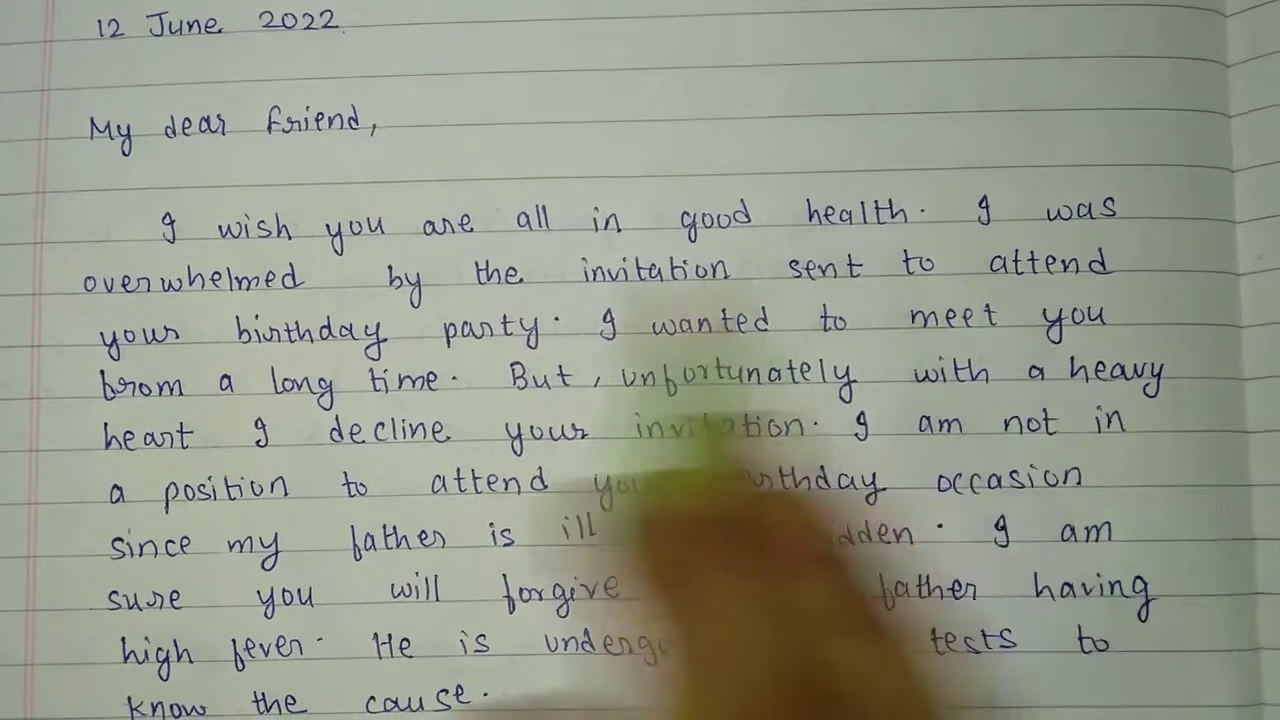 12 June 2022
My dear friend,
I wish you are all in good health. I was
overwhelmed by the invitation sent to attend
your birthday party. I wanted to meet you
from a long time. But, unfortunately with a heavy
heart I decline your invitation. I am not in
a position to attend occasion
since my father is ill I am
sure you will forgive father having
high fever. He is tests to
know the cause.